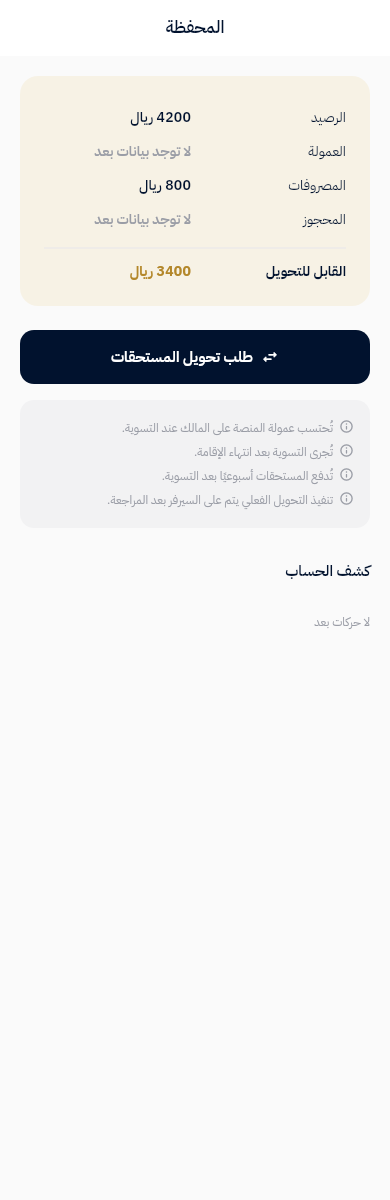 المحفظة
الرصيد 4200 ريال
العمولة لا توجد بيانات بعد
المصروفات 800 ريال
المحجوز لا توجد بيانات بعد
القابل للتحويل 3400 ريال
طلب تحويل المستحقات
تُحتسب عمولة المنصة على المالك عند التسوية.
تُجرى التسوية بعد انتهاء الإقامة.
تُدفع المستحقات أسبوعيًا بعد التسوية.
تنفيذ التحويل الفعلي يتم على السيرفر بعد المراجعة.
كشف الحساب
لا حركات بعد